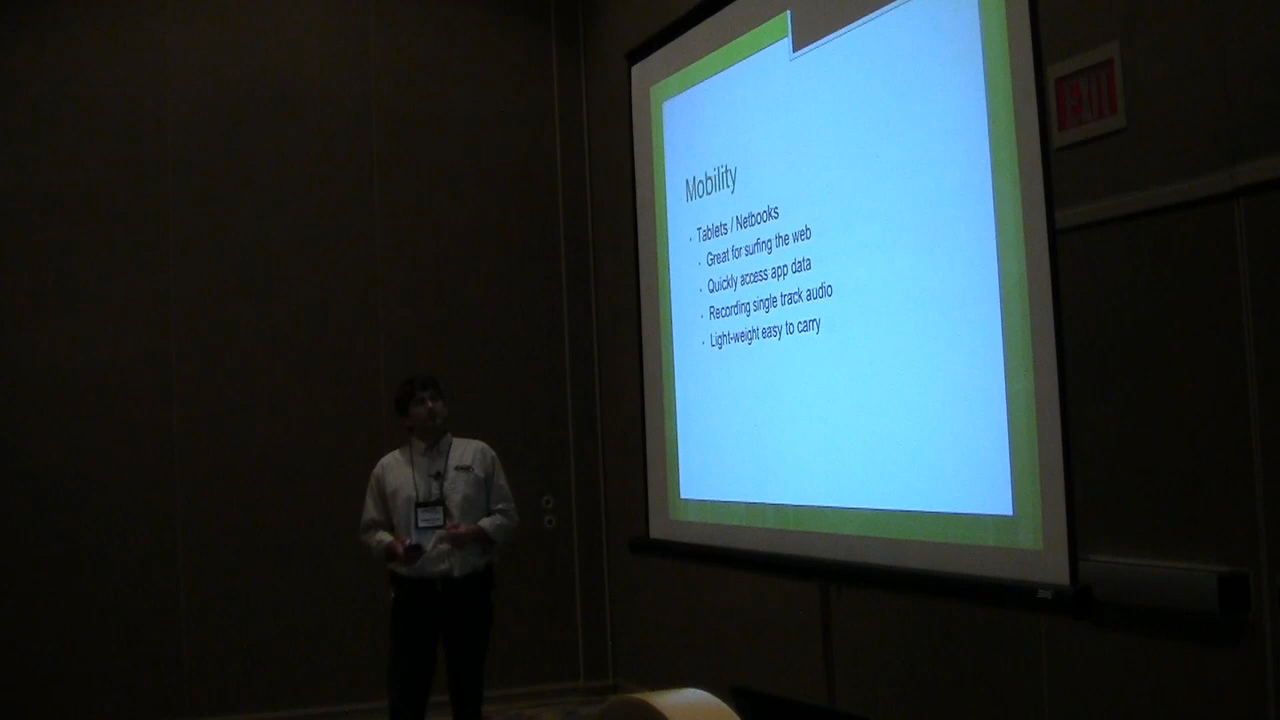 Mobility
· Tablets / Netbooks
· Great for surfing the web
· Quickly access app data
· Recording single track audio
· Light-weight easy to carry
EXIT